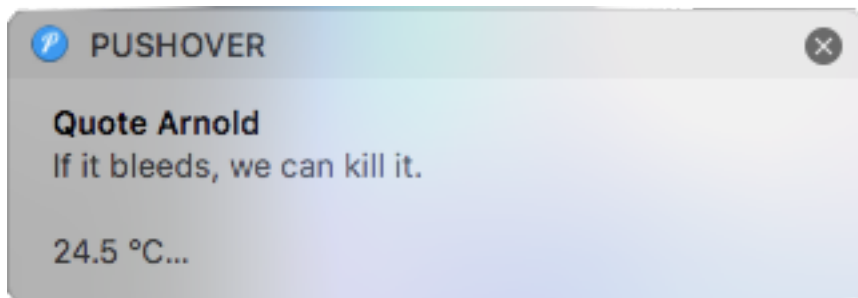 PUSHOVER
Quote Arnold
If it bleeds, we can kill it.
24.5 °C...